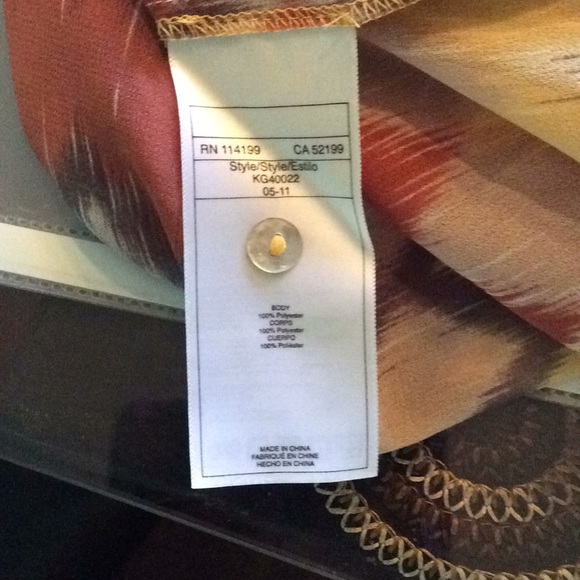 RN 114199 CA 52199
Style/Style/Estilo
KG40022
05-11
BODY
100% Polyester
CORPS
100% Polyester
CUERPO
100% Poliéster
MADE IN CHINA
FABRIQUÉ EN CHINE
HECHO EN CHINA